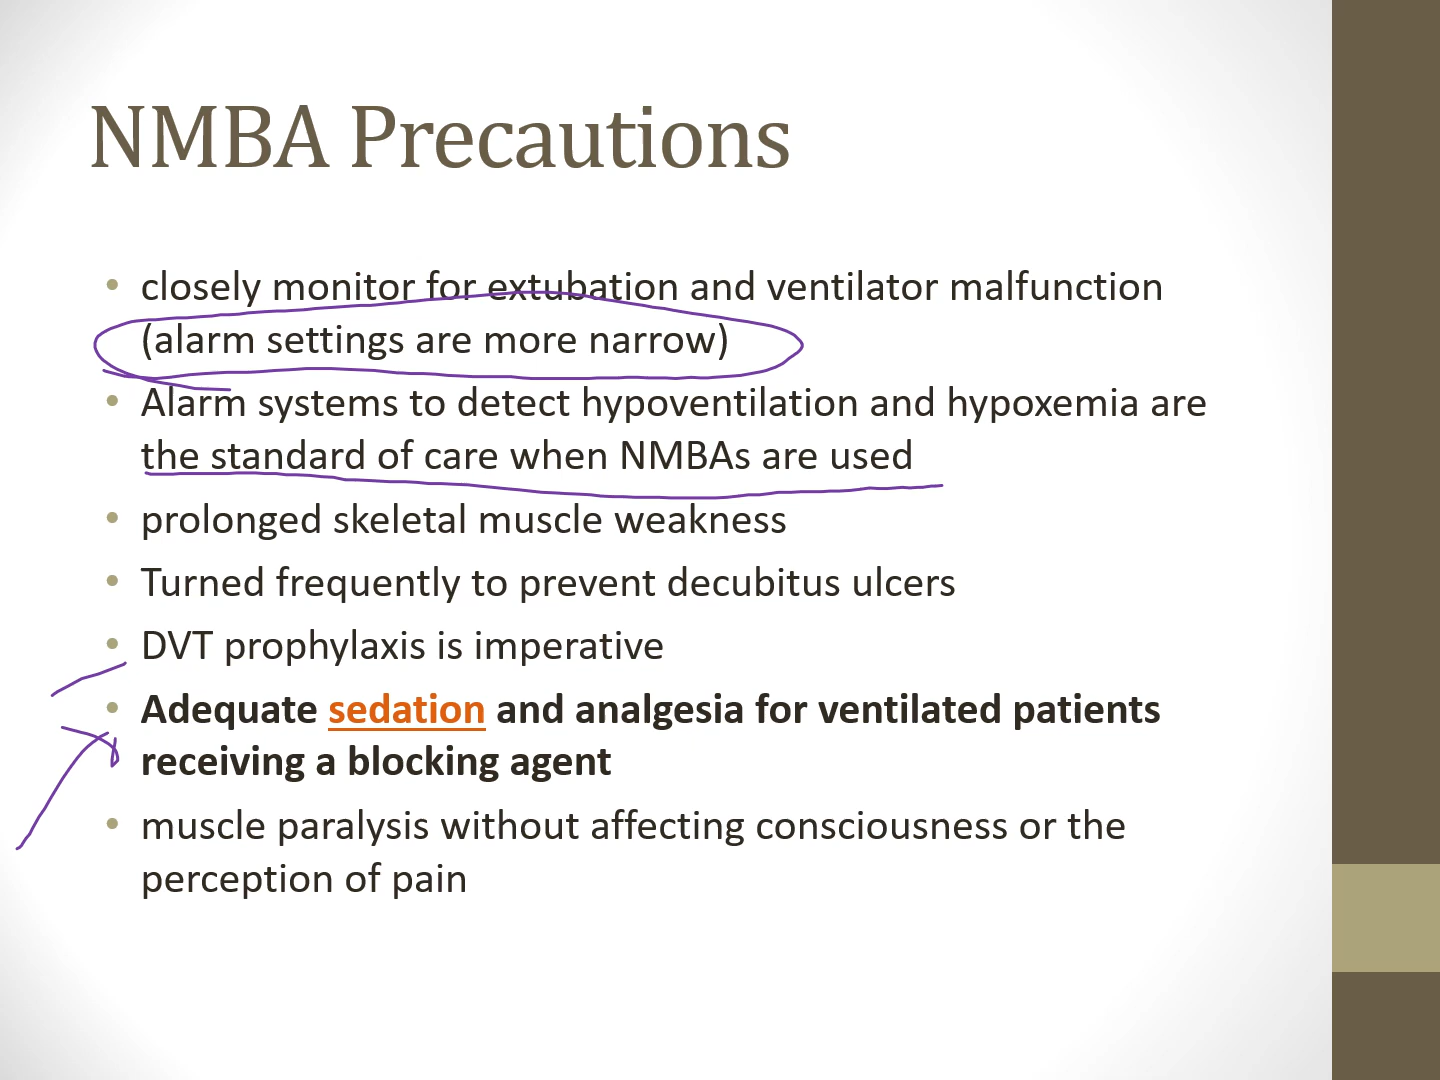 NMBA Precautions
• closely monitor for extubation and ventilator malfunction
(alarm settings are more narrow)
• Alarm systems to detect hypoventilation and hypoxemia are
the standard of care when NMBAs are used
• prolonged skeletal muscle weakness
• Turned frequently to prevent decubitus ulcers
• DVT prophylaxis is imperative
• Adequate sedation and analgesia for ventilated patients
receiving a blocking agent
• muscle paralysis without affecting consciousness or the
perception of pain